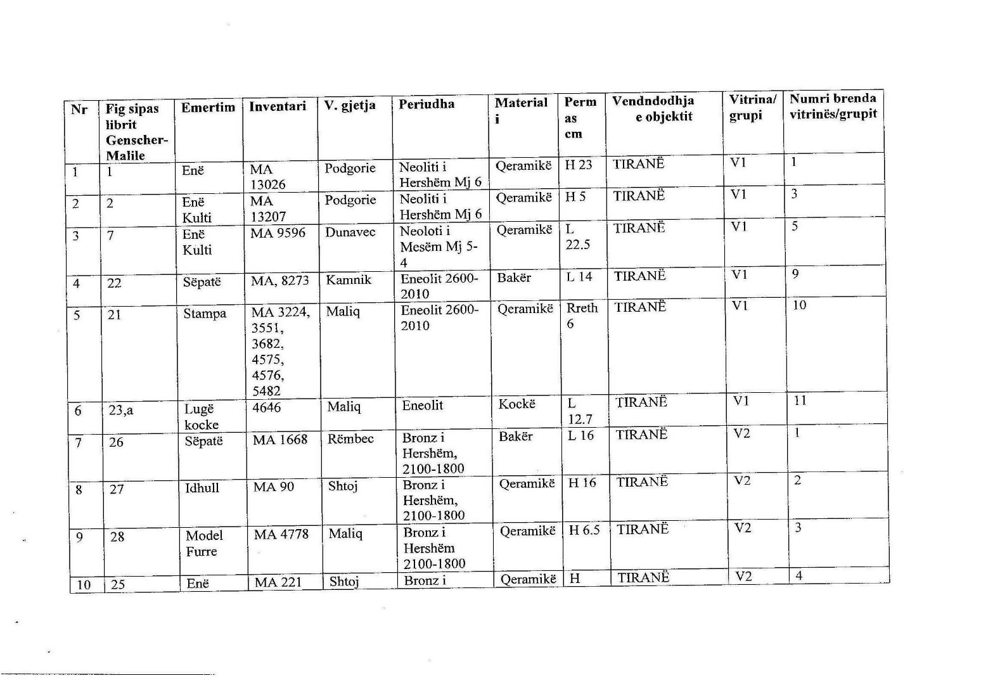 Nr | Fig sipas librit Genscher-Malile | Emertim | Inventari | V. gjetja | Periudha | Material i | Perm as cm | Vendndodhja e objektit | Vitrina/ grupi | Numri brenda vitrinës/grupit
1 | 1 | Enë | MA 13026 | Podgorie | Neoliti i Hershëm Mj 6 | Qeramikë | H 23 | TIRANË | V1 | 1
2 | 2 | Enë Kulti | MA 13207 | Podgorie | Neoliti i Hershëm Mj 6 | Qeramikë | H 5 | TIRANË | V1 | 3
3 | 7 | Enë Kulti | MA 9596 | Dunavec | Neoloti i Mesëm Mj 5-4 | Qeramikë | L 22.5 | TIRANË | V1 | 5
4 | 22 | Sëpatë | MA, 8273 | Kamnik | Eneolit 2600-2010 | Bakër | L 14 | TIRANË | V1 | 9
5 | 21 | Stampa | MA 3224, 3551, 3682, 4575, 4576, 5482 | Maliq | Eneolit 2600-2010 | Qeramikë | Rreth 6 | TIRANË | V1 | 10
6 | 23,a | Lugë kocke | 4646 | Maliq | Eneolit | Kockë | L 12.7 | TIRANË | V1 | 11
7 | 26 | Sëpatë | MA 1668 | Rëmbec | Bronz i Hershëm, 2100-1800 | Bakër | L 16 | TIRANË | V2 | 1
8 | 27 | Idhull | MA 90 | Shtoj | Bronz i Hershëm, 2100-1800 | Qeramikë | H 16 | TIRANË | V2 | 2
9 | 28 | Model Furre | MA 4778 | Maliq | Bronz i Hershëm 2100-1800 | Qeramikë | H 6.5 | TIRANË | V2 | 3
10 | 25 | Enë | MA 221 | Shtoj | Bronz i | Qeramikë | H | TIRANË | V2 | 4